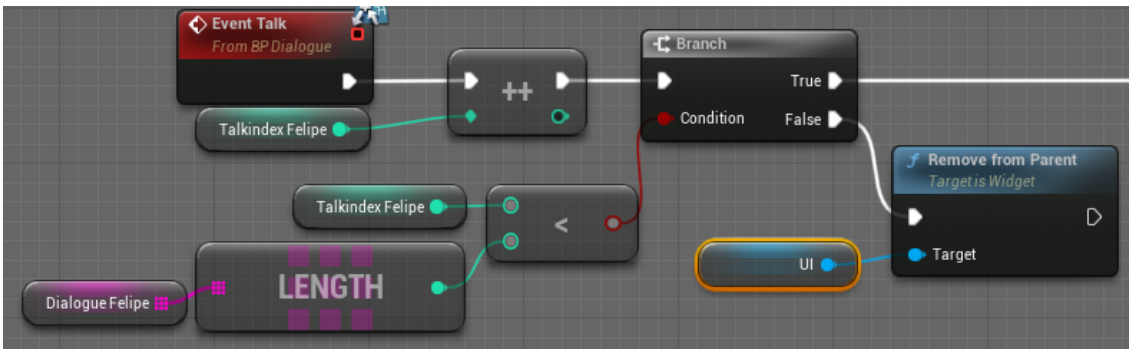 Event Talk
From BP Dialogue
Talkindex Felipe
++
Branch
True
Condition
False
Talkindex Felipe
<
Dialogue Felipe
LENGTH
Remove from Parent
Target is Widget
UI
Target